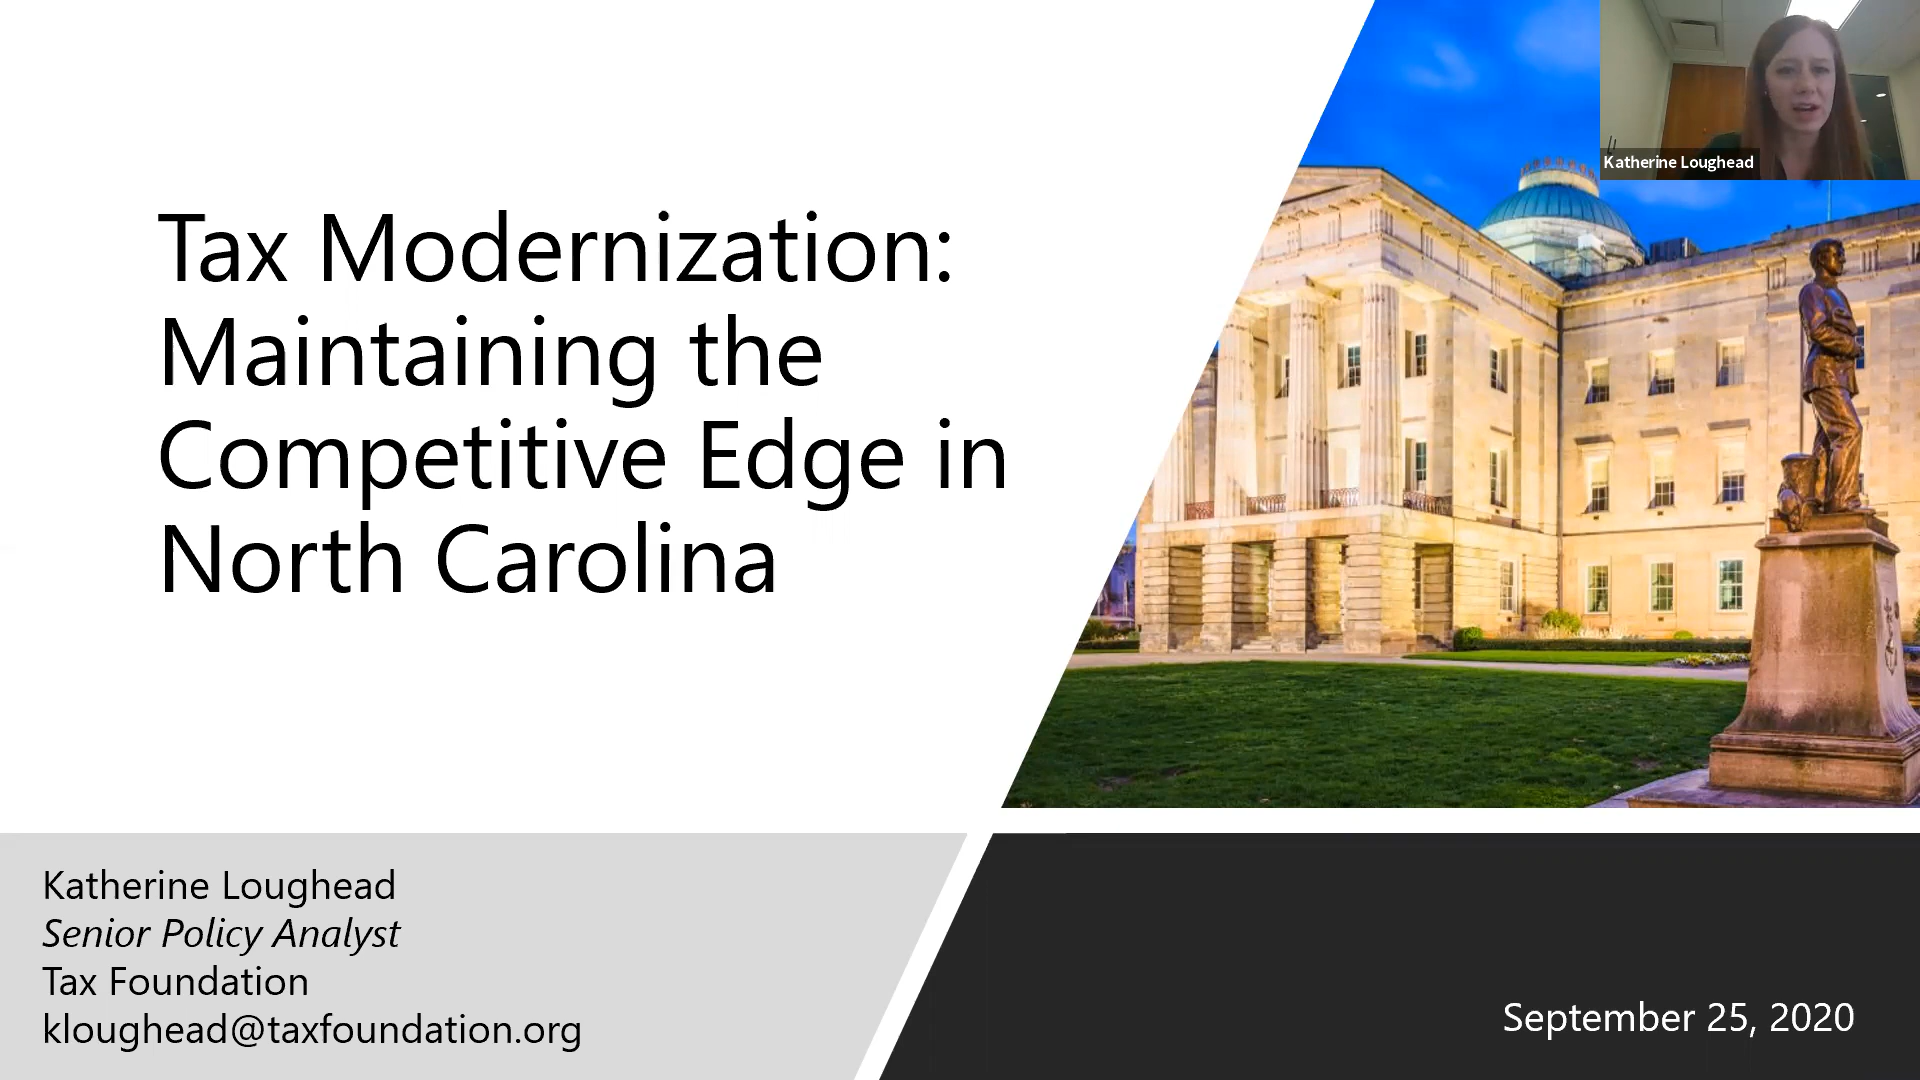 Katherine Loughead
Tax Modernization:
Maintaining the
Competitive Edge in
North Carolina
Katherine Loughead
Senior Policy Analyst
Tax Foundation
kloughead@taxfoundation.org
September 25, 2020